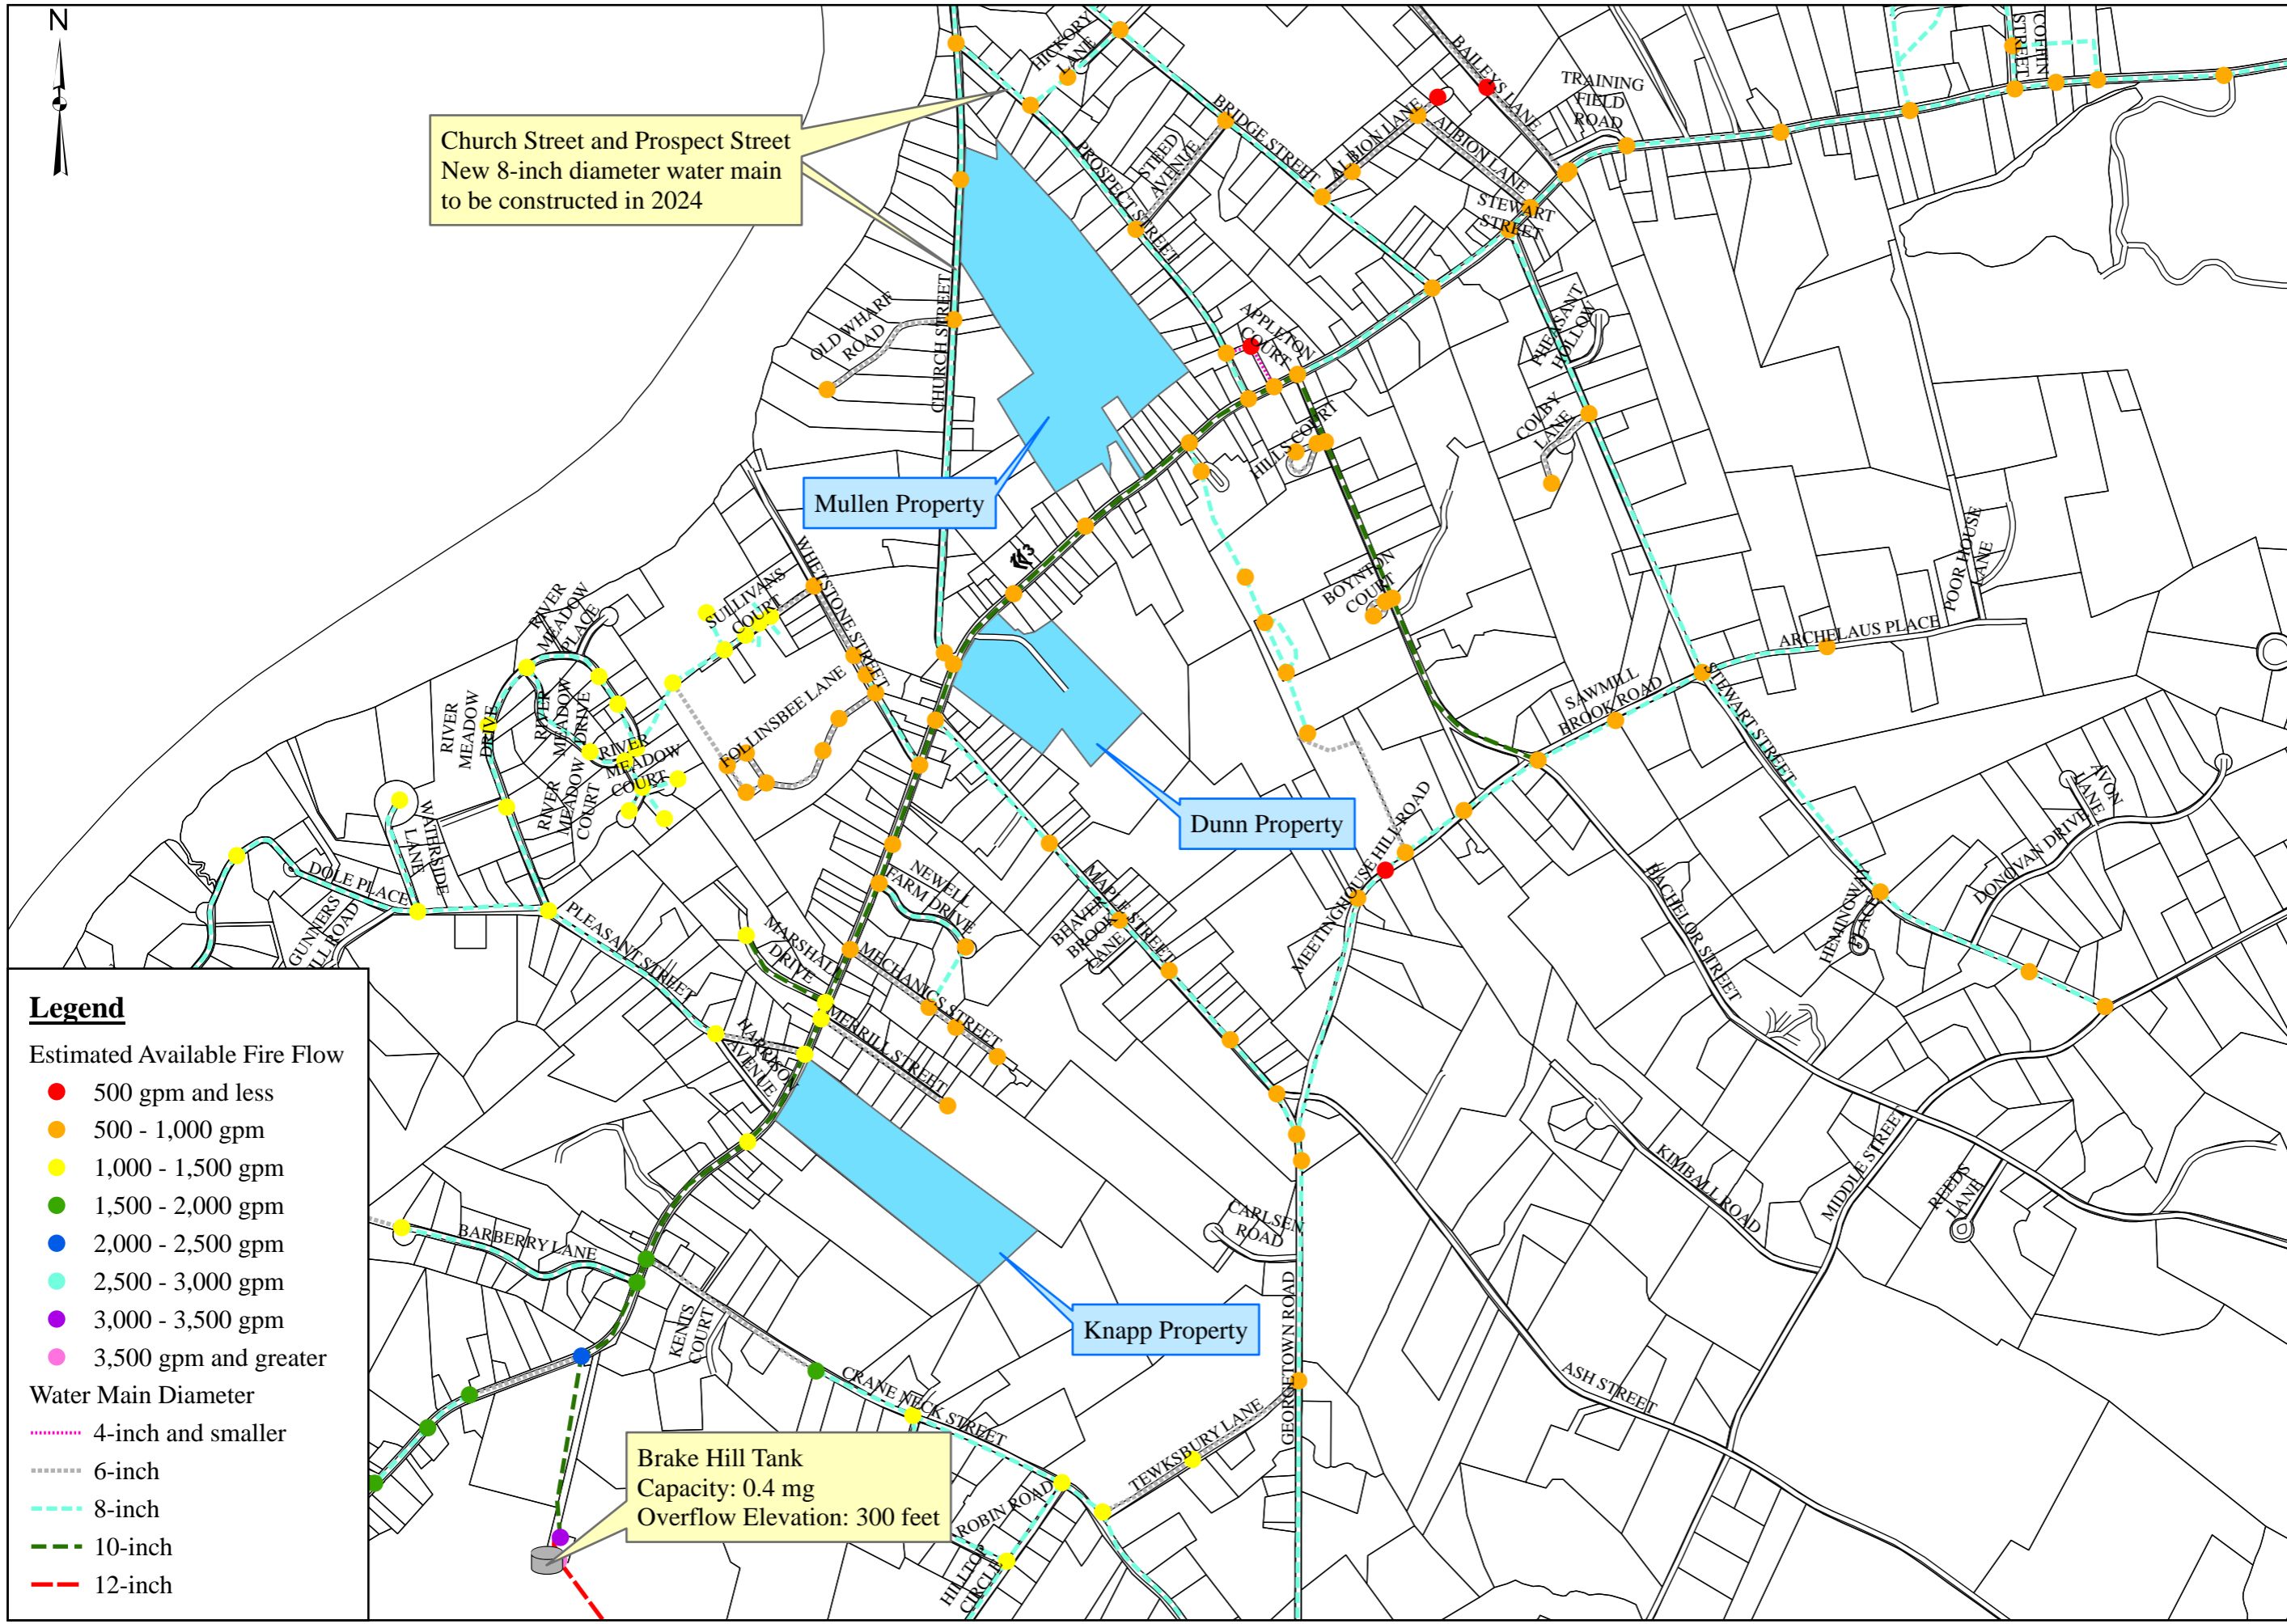 N
HICKORY
LANE
BAILEYS LANE
TRAINING
FIELD
ROAD
COFFIN
STREET
Church Street and Prospect Street
New 8-inch diameter water main
to be constructed in 2024
BRIDGE STREET
STEED
AVENUE
ALBION LANE
ALBION LANE
PROSPECT STREET
STEWART
STREET
OLD WHARF
ROAD
CHURCH STREET
APPLETON
COURT
PHEASANT
HOLLOW
COLBY
LANE
HILLS COURT
Mullen Property
113
WHETSTONE STREET
SULLIVANS
COURT
BOYNTON
COURT
POOR HOUSE
LANE
ARCHELAUS PLACE
RIVER
MEADOW
PLACE
RIVER
MEADOW
DRIVE
RIVER
MEADOW
DRIVE
RIVER
MEADOW
COURT
RIVER
MEADOW
COURT
FOLLINSBEE LANE
SAWMILL
BROOK ROAD
STEWART STREET
Dunn Property
AVON
LANE
DONOVAN DRIVE
WATERSIDE
LANE
DOLE PLACE
GUNNERS
HILL ROAD
PLEASANT STREET
NEWELL
FARM DRIVE
MAPLE STREET
BEAVER
BROOK
LANE
MEETINGHOUSE HILL ROAD
BACHELOR STREET
HEMINGWAY
PLACE
MARSHALL
DRIVE
MECHANICS STREET
HARRISON
AVENUE
MERRILL STREET
KIMBALL ROAD
MIDDLE STREET
REEDS
LANE
CARLSEN
ROAD
BARBERRY LANE
KENTS
COURT
Knapp Property
GEORGETOWN ROAD
CRANE NECK STREET
ASH STREET
TEWKSBURY LANE
ROBIN ROAD
HILLTOP
CIRCLE
Brake Hill Tank
Capacity: 0.4 mg
Overflow Elevation: 300 feet
Legend
Estimated Available Fire Flow
500 gpm and less
500 - 1,000 gpm
1,000 - 1,500 gpm
1,500 - 2,000 gpm
2,000 - 2,500 gpm
2,500 - 3,000 gpm
3,000 - 3,500 gpm
3,500 gpm and greater
Water Main Diameter
4-inch and smaller
6-inch
8-inch
10-inch
12-inch